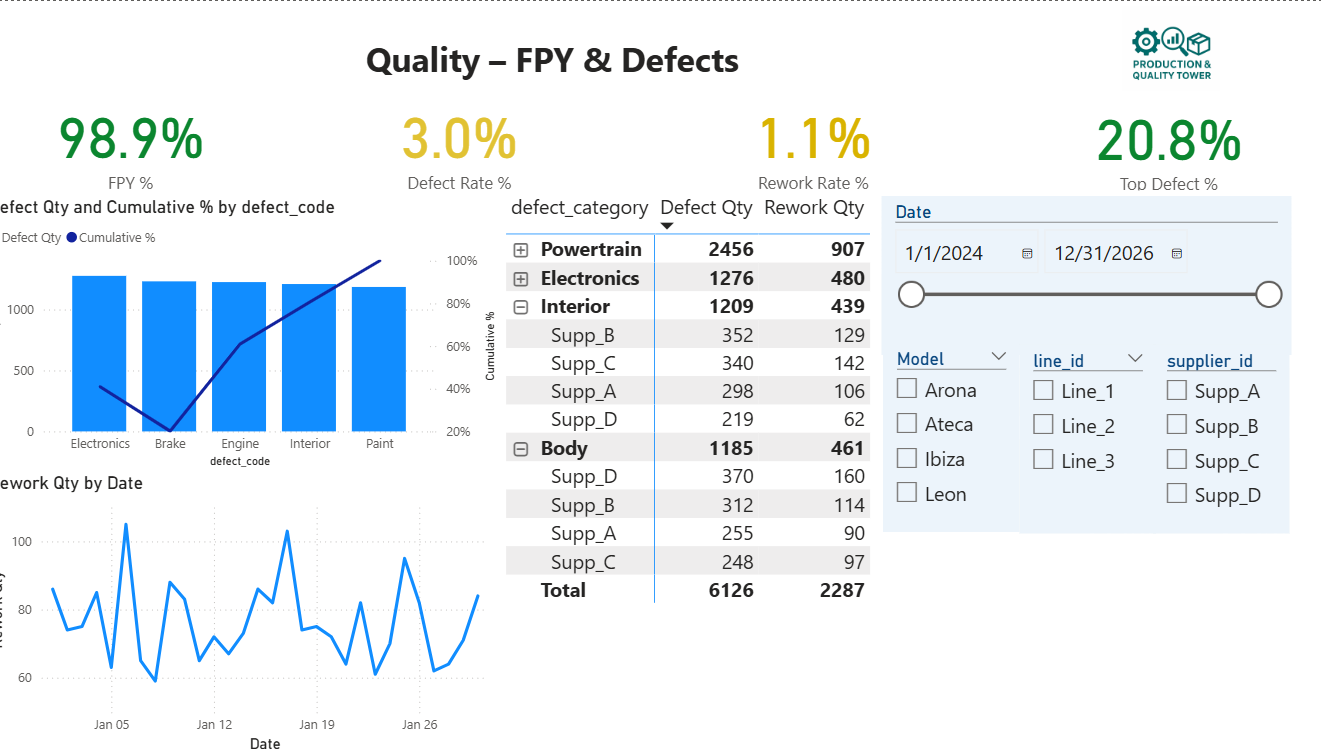 Quality – FPY & Defects
PRODUCTION &
QUALITY TOWER
98.9%
FPY %
3.0%
Defect Rate %
1.1%
Rework Rate %
20.8%
Top Defect %
efect Qty and Cumulative % by defect_code
Defect Qty Cumulative %
1000
500
0
100%
80%
60%
40%
20%
Cumulative %
Electronics Brake Engine Interior Paint
defect_code
ework Qty by Date
100
80
60
Jan 05 Jan 12 Jan 19 Jan 26
Date
defect_category Defect Qty Rework Qty
Powertrain 2456 907
Electronics 1276 480
Interior 1209 439
Supp_B 352 129
Supp_C 340 142
Supp_A 298 106
Supp_D 219 62
Body 1185 461
Supp_D 370 160
Supp_B 312 114
Supp_A 255 90
Supp_C 248 97
Total 6126 2287
Date
1/1/2024 12/31/2026
Model
Arona
Ateca
Ibiza
Leon
line_id
Line_1
Line_2
Line_3
supplier_id
Supp_A
Supp_B
Supp_C
Supp_D